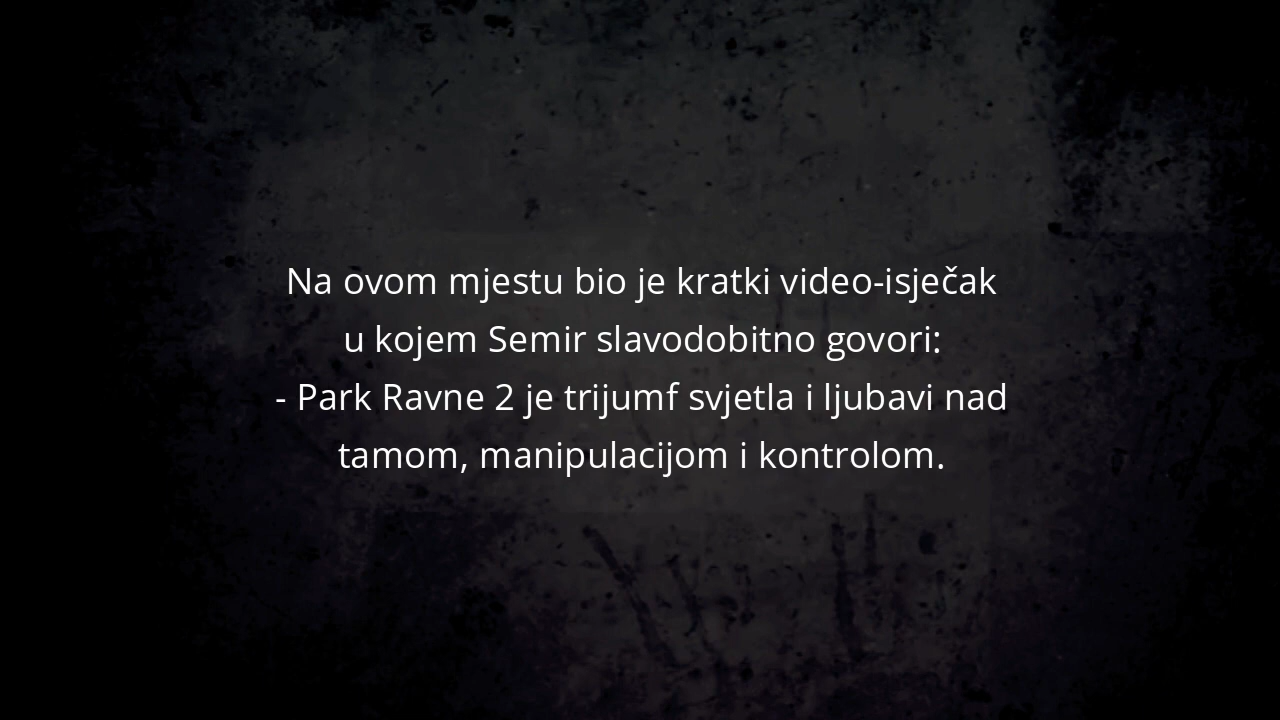 Na ovom mjestu bio je kratki video-isječak
u kojem Semir slavodobitno govori:
- Park Ravne 2 je trijumf svjetla i ljubavi nad
tamom, manipulacijom i kontrolom.